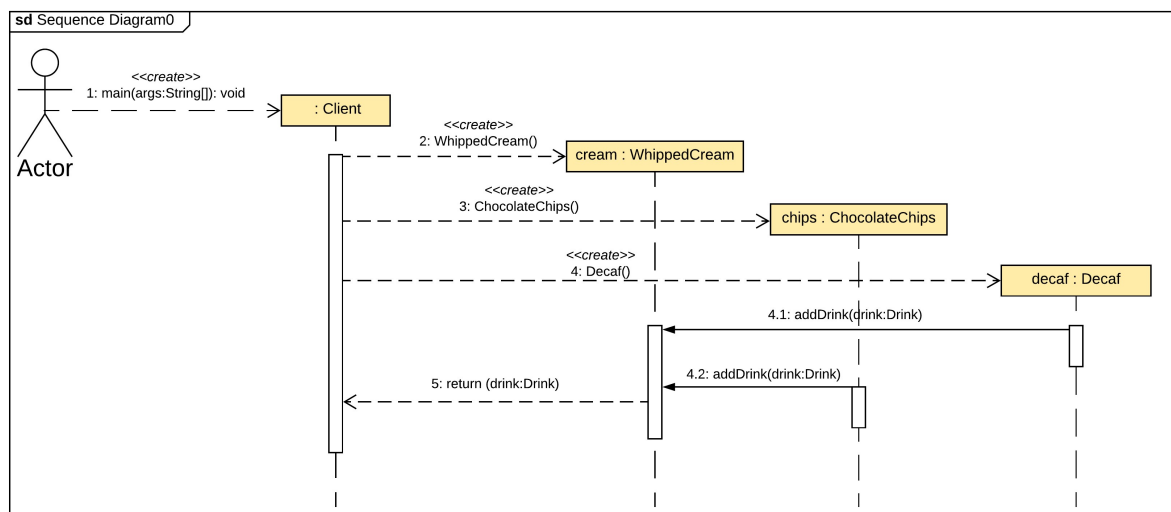 sd Sequence Diagram0
<<create>>
1: main(args:String[]): void
: Client
Actor
<<create>>
2: WhippedCream()
cream : WhippedCream
<<create>>
3: ChocolateChips()
chips : ChocolateChips
<<create>>
4: Decaf()
decaf : Decaf
4.1: addDrink(drink:Drink)
4.2: addDrink(drink:Drink)
5: return (drink:Drink)